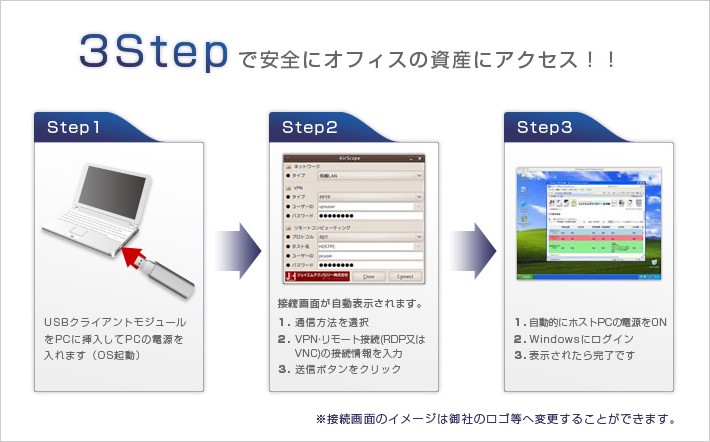 3Stepで安全にオフィスの資産にアクセス！！
Step1
USBクライアントモジュール
をPCに挿入してPCの電源を
入れます（OS起動）
Step2
AirScope
ネットワーク
タイプ
無線LAN
VPN
タイプ
PPTP
ユーザーID
vpnuser
パスワード
●●●●●●●●
リモートコンピューティング
プロトコル
RDT
ホスト名
HOSTPC
ユーザーID
pcuser
パスワード
●●●●●●●●
ジェイエムテクノロジー株式会社
Close
Connect
接続画面が自動表示されます。
1. 通信方法を選択
2. VPN･リモート接続(RDP又は
VNC)の接続情報を入力
3. 送信ボタンをクリック
Step3
1. 自動的にホストPCの電源をON
2. Windowsにログイン
3. 表示されたら完了です
※接続画面のイメージは御社のロゴ等へ変更することができます。